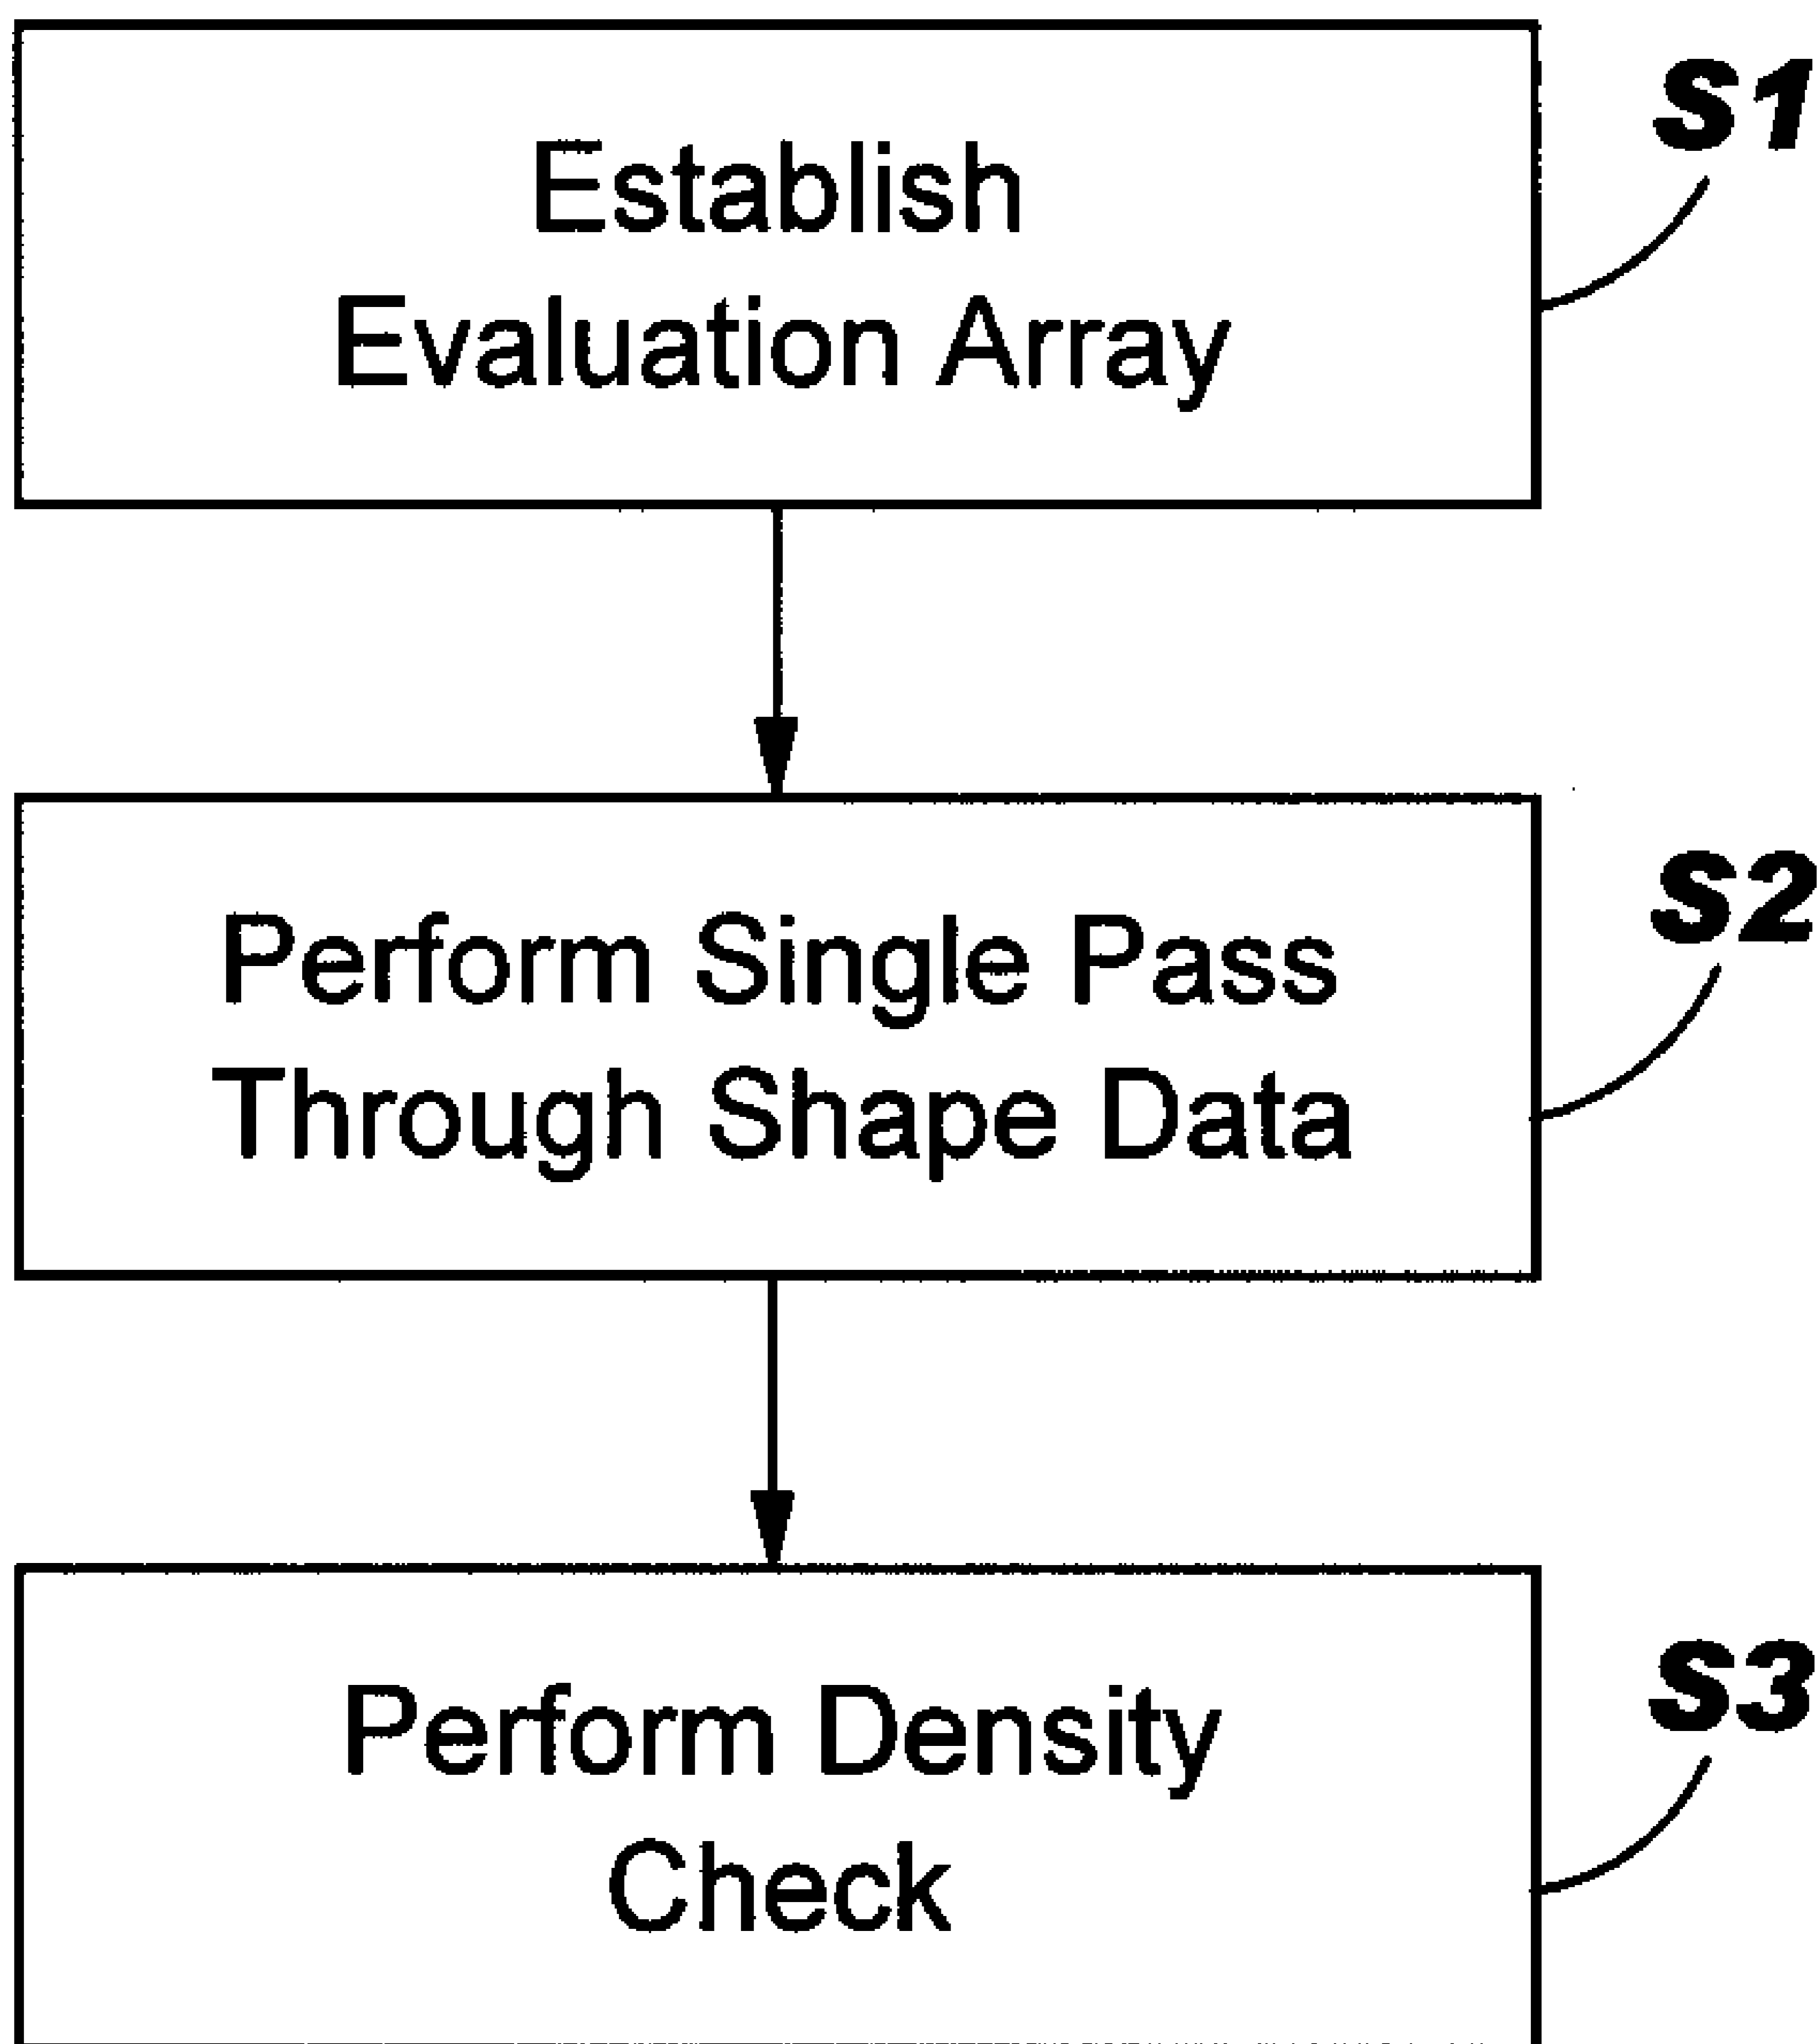 Establish
Evaluation Array
S1
Perform Single Pass
Through Shape Data
S2
Perform Density
Check
S3